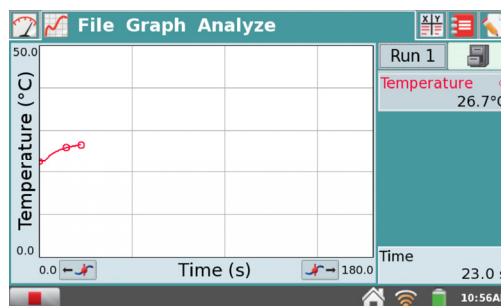 File Graph Analyze
X Y
Run 1
50.0
Temperature
26.7°C
Temperature (°C)
0.0
0.0
Time (s)
180.0
Time
23.0 s
10:56